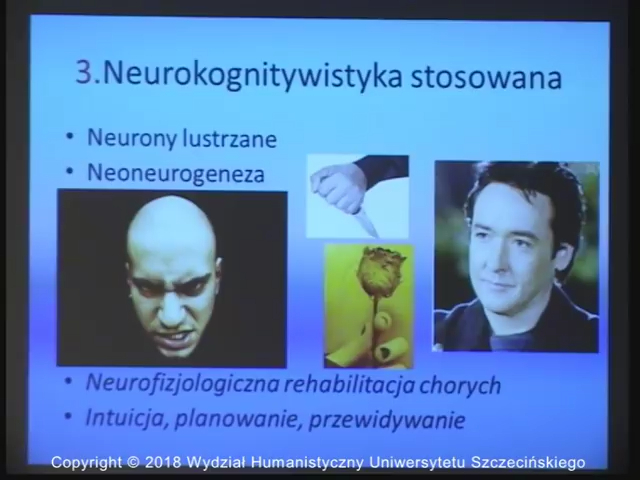 3.Neurokognitywistyka stosowana
• Neurony lustrzane
• Neoneurogeneza
• Neurofizjologiczna rehabilitacja chorych
• Intuicja, planowanie, przewidywanie
Copyright © 2018 Wydział Humanistyczny Uniwersytetu Szczecińskiego